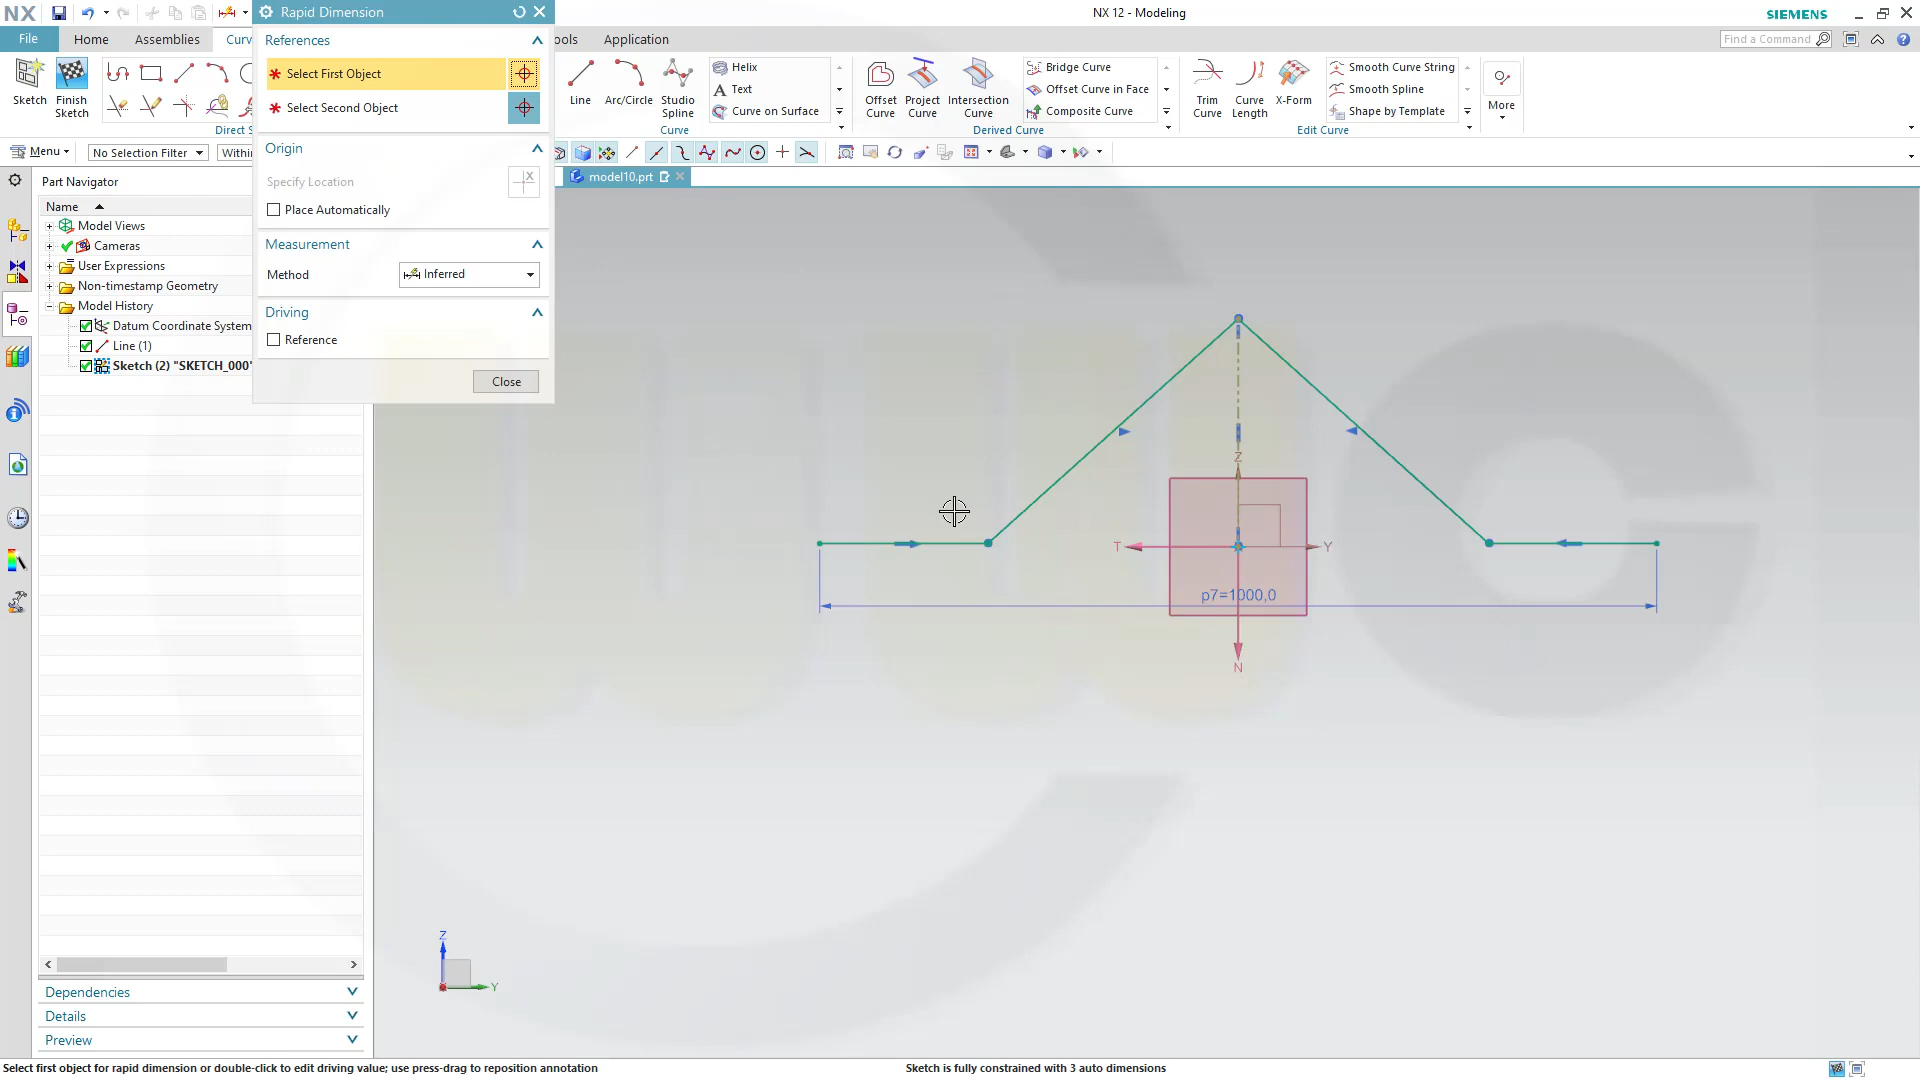 NX
Rapid Dimension
NX 12 - Modeling
SIEMENS
File
Home
Assemblies
Curv
ools
Application
Find a Command
References
Select First Object
Select Second Object
Origin
Specify Location
Place Automatically
Measurement
Method
Inferred
Driving
Reference
Close
Sketch
Finish
Sketch
Direct S
Line
Arc/Circle
Studio
Spline
Helix
Text
Curve on Surface
Curve
Offset
Curve
Project
Curve
Intersection
Curve
Bridge Curve
Offset Curve in Face
Composite Curve
Derived Curve
Trim
Curve
Curve
Length
X-Form
Smooth Curve String
Smooth Spline
Shape by Template
Edit Curve
More
Menu
No Selection Filter
Within
model10.prt
Part Navigator
Name
Model Views
Cameras
User Expressions
Non-timestamp Geometry
Model History
Datum Coordinate System
Line (1)
Sketch (2) "SKETCH_000"
Z
T
Y
p7=1000,0
N
Z
Y
Dependencies
Details
Preview
Select first object for rapid dimension or double-click to edit driving value; use press-drag to reposition annotation
Sketch is fully constrained with 3 auto dimensions